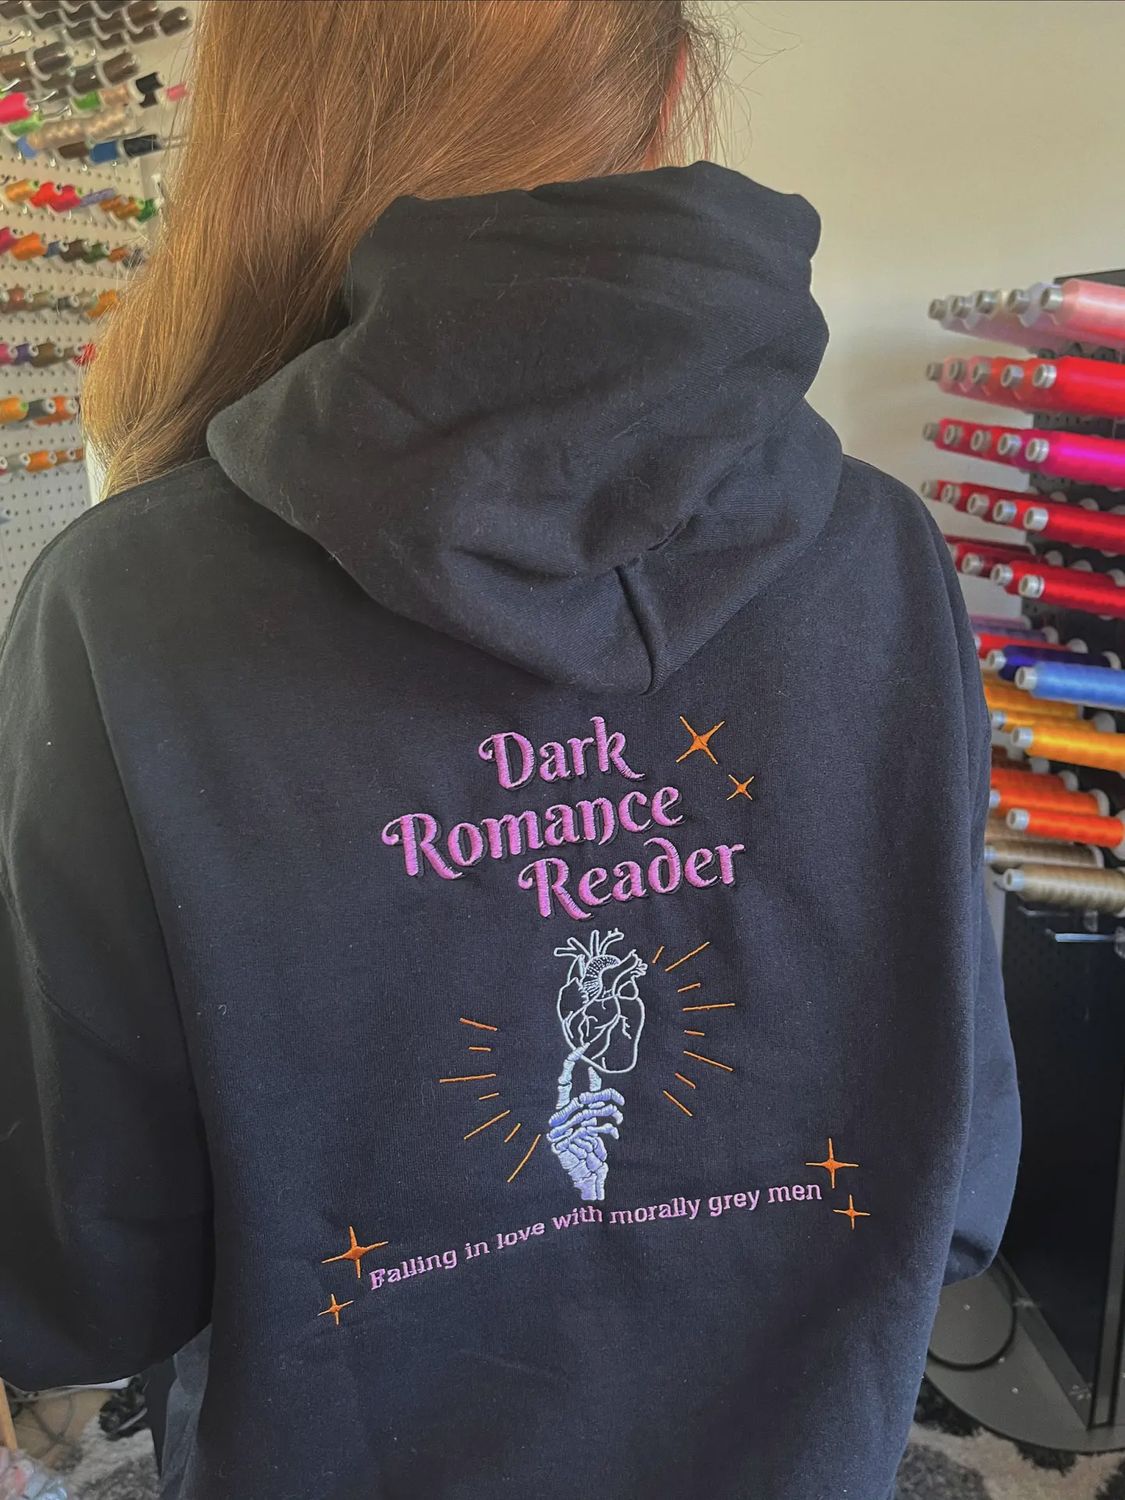 Dark
Romance
Reader
Falling in love with morally grey men